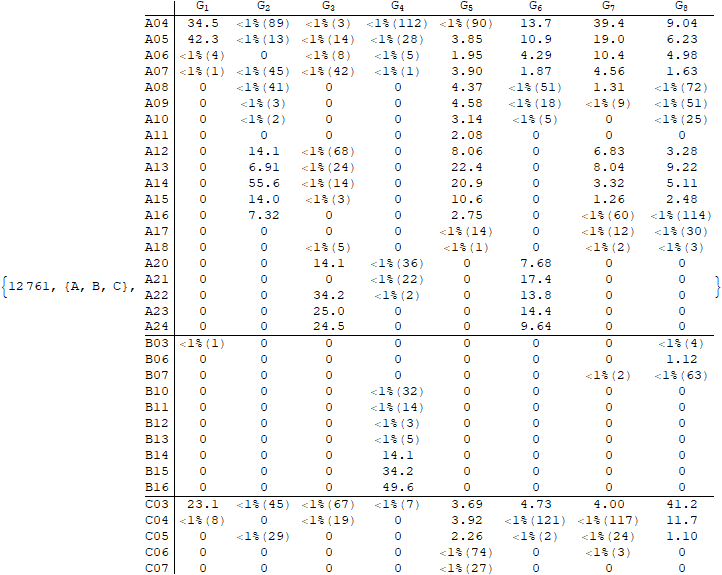 G1 G2 G3 G4 G5 G6 G7 G8
A04 34.5 <1%(89) <1%(3) <1%(112) <1%(90) 13.7 39.4 9.04
A05 42.3 <1%(13) <1%(14) <1%(28) 3.85 10.9 19.0 6.23
A06 <1%(4) 0 <1%(8) <1%(5) 1.95 4.29 10.4 4.98
A07 <1%(1) <1%(45) <1%(42) <1%(1) 3.90 1.87 4.56 1.63
A08 0 <1%(41) 0 0 4.37 <1%(51) 1.31 <1%(72)
A09 0 <1%(3) 0 0 4.58 <1%(18) <1%(9) <1%(51)
A10 0 <1%(2) 0 0 3.14 <1%(5) 0 <1%(25)
A11 0 0 0 0 2.08 0 0 0
A12 0 14.1 <1%(68) 0 8.06 0 6.83 3.28
A13 0 6.91 <1%(24) 0 22.4 0 8.04 9.22
A14 0 55.6 <1%(14) 0 20.9 0 3.32 5.11
A15 0 14.0 <1%(3) 0 10.6 0 1.26 2.48
A16 0 7.32 0 0 2.75 0 <1%(60) <1%(114)
A17 0 0 0 0 <1%(14) 0 <1%(12) <1%(30)
A18 0 0 <1%(5) 0 <1%(1) 0 <1%(2) <1%(3)
A20 0 0 14.1 <1%(36) 0 7.68 0 0
A21 0 0 0 <1%(22) 0 17.4 0 0
{12761, {A, B, C}, A22 0 0 34.2 <1%(2) 0 13.8 0 0 }
A23 0 0 25.0 0 0 14.4 0 0
A24 0 0 24.5 0 0 9.64 0 0
B03 <1%(1) 0 0 0 0 0 0 <1%(4)
B06 0 0 0 0 0 0 0 1.12
B07 0 0 0 0 0 0 <1%(2) <1%(63)
B10 0 0 0 <1%(32) 0 0 0 0
B11 0 0 0 <1%(14) 0 0 0 0
B12 0 0 0 <1%(3) 0 0 0 0
B13 0 0 0 <1%(5) 0 0 0 0
B14 0 0 0 14.1 0 0 0 0
B15 0 0 0 34.2 0 0 0 0
B16 0 0 0 49.6 0 0 0 0
C03 23.1 <1%(45) <1%(67) <1%(7) 3.69 4.73 4.00 41.2
C04 <1%(8) 0 <1%(19) 0 3.92 <1%(121) <1%(117) 11.7
C05 0 <1%(29) 0 0 2.26 <1%(2) <1%(24) 1.10
C06 0 0 0 0 <1%(74) 0 <1%(3) 0
C07 0 0 0 0 <1%(27) 0 0 0